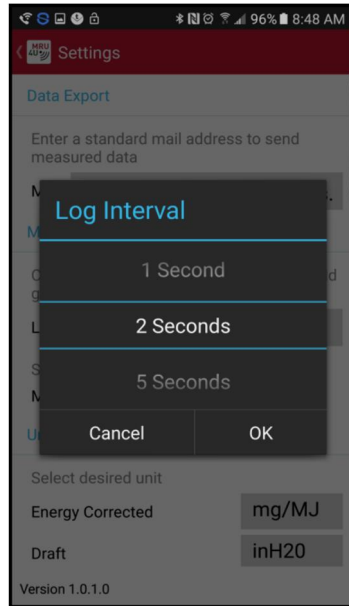 96% 8:48 AM
MRU
4U
Settings
Data Export
Enter a standard mail address to send
measured data
Log Interval
1 Second
2 Seconds
5 Seconds
Cancel
OK
Select desired unit
Energy Corrected
mg/MJ
Draft
inH20
Version 1.0.1.0